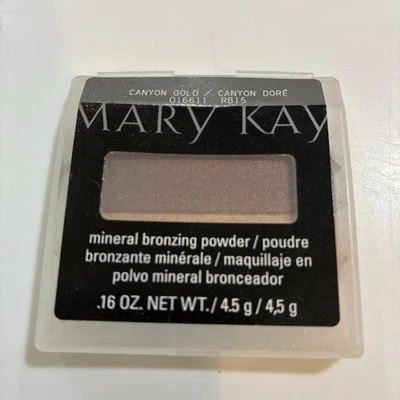 CANYON GOLD / CANYON DORÉ
016611 RB15
MARY KAY
mineral bronzing powder / poudre
bronzante minérale / maquillaje en
polvo mineral bronceador
.16 OZ. NET WT. / 4.5 g / 4,5 g